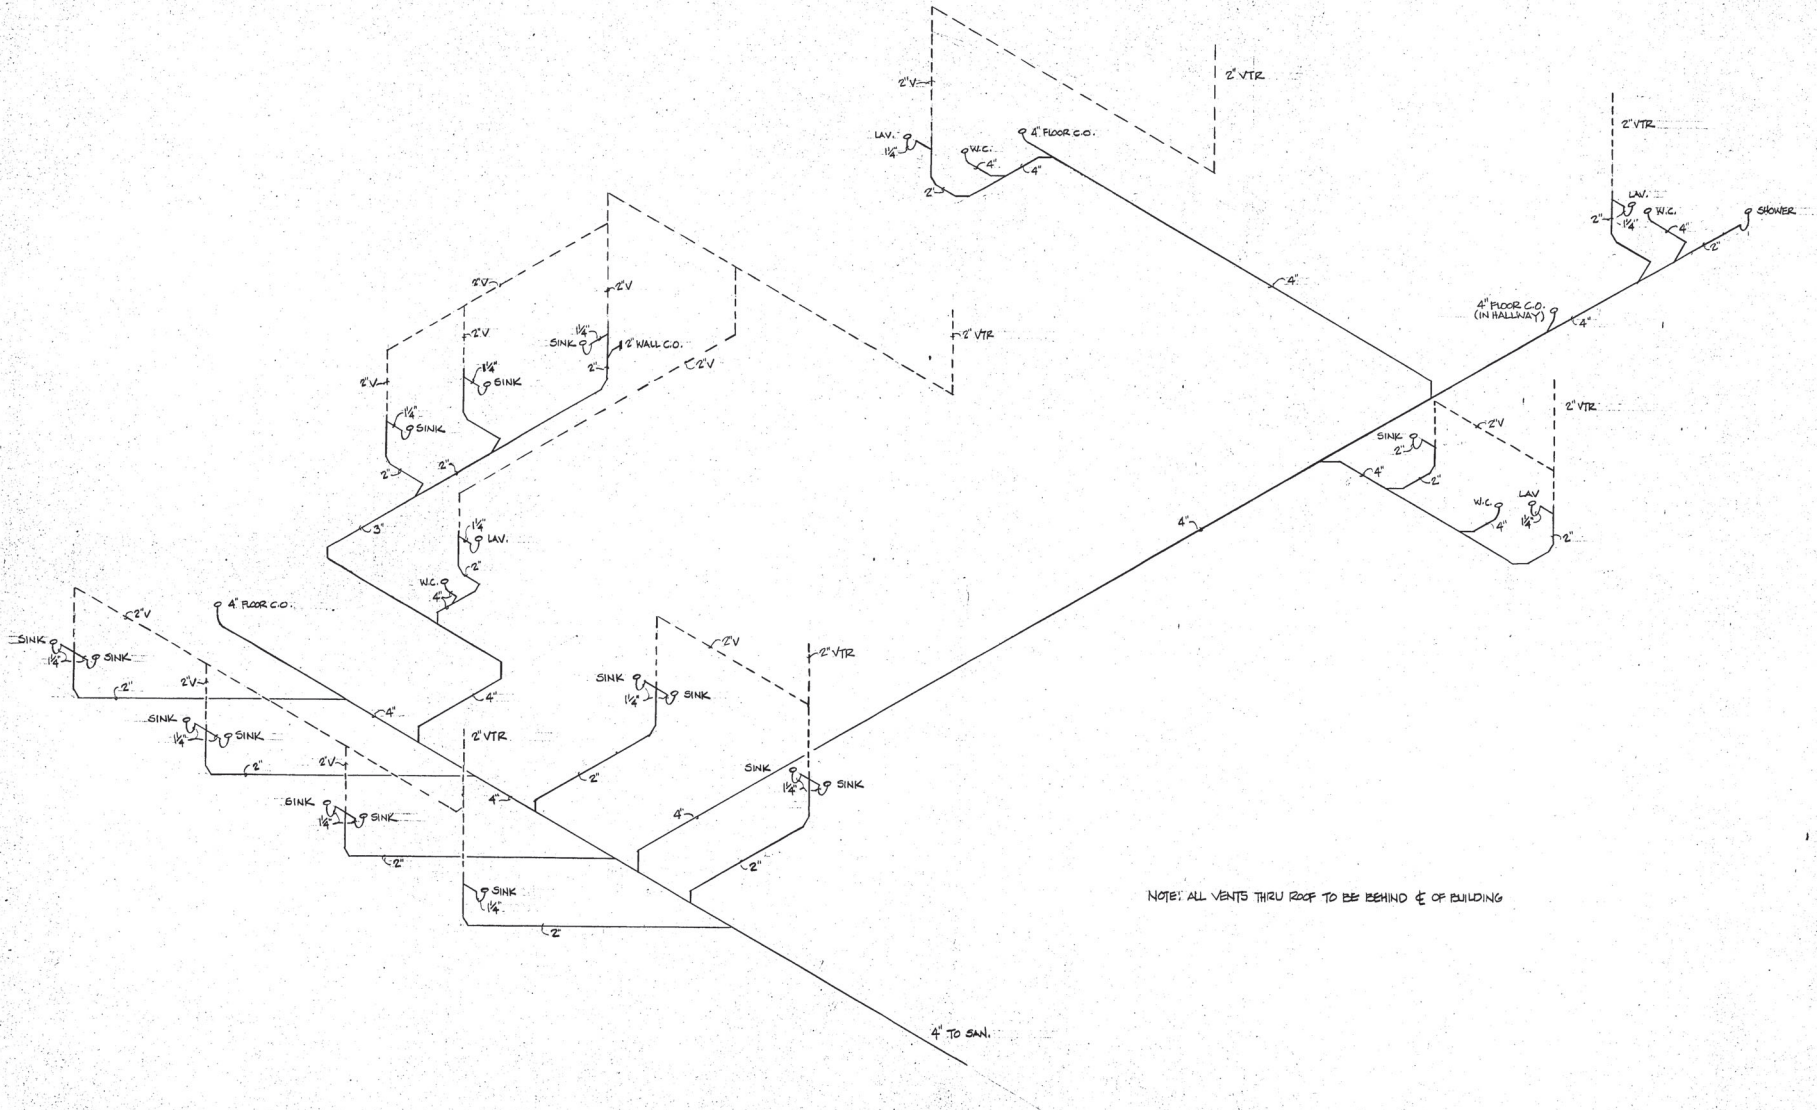 2"V
2" VTR
LAV.
1¼"
4" FLOOR C.O.
W.C.
4"
4"
2"
2" VTR
LAV.
2"
1¼"
W.C.
4"
SHOWER
2"
4"
4" FLOOR C.O.
(IN HALLWAY)
4"
2"V
2"V
2"V
1¼"
SINK
2" WALL C.O.
2"
2" VTR
2"V
1¼"
SINK
2"V
1¼"
SINK
2"
2"
3"
2" VTR
2"V
SINK
2"
4"
2"
W.C.
4"
LAV
1¼"
2"
4"
1¼"
LAV.
2"
W.C.
4"
4" FLOOR C.O.
2"V
SINK
1¼"
SINK
2"
2"V
SINK
1¼"
SINK
2"
4"
4"
2" VTR
2"V
2" VTR
SINK
1¼"
SINK
2"
4"
2"V
SINK
1¼"
SINK
2"
SINK
1¼"
SINK
4"
2"
SINK
1¼"
2"
NOTE: ALL VENTS THRU ROOF TO BE BEHIND ℄ OF BUILDING
4" TO SAN.